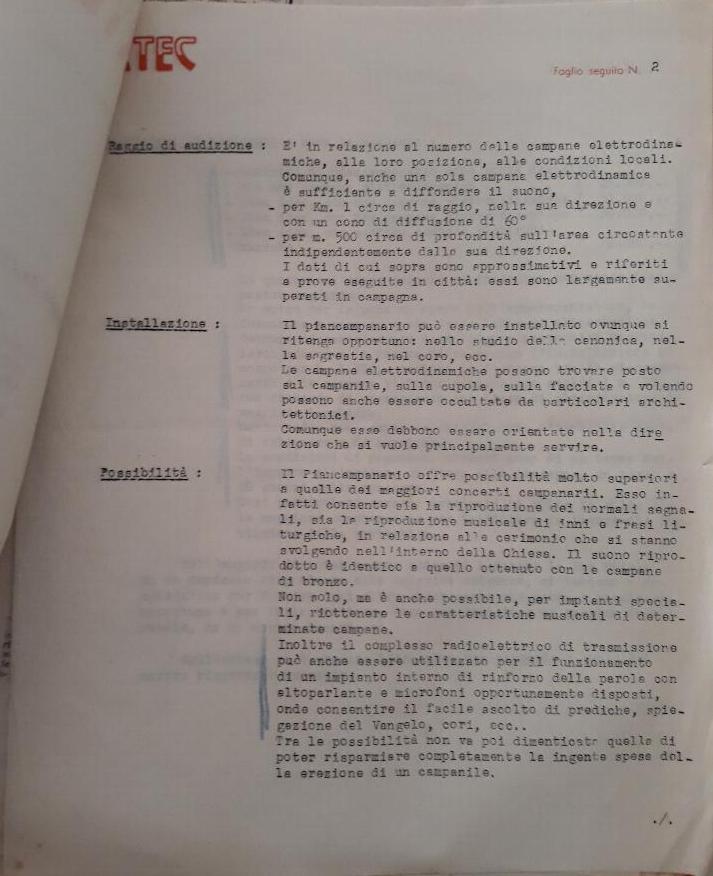 TEC
Foglio seguito N. 2
Raggio di audizione : E' in relazione al numero delle campane elettrodina-
miche, alla loro posizione, alle condizioni locali.
Comunque, anche una sola campana elettrodinamica
è sufficiente a diffondere il suono,
- per Km. 1 circa di raggio, nella sua direzione e
con un cono di diffusione di 60°
- per m. 500 circa di profondità sull'area circostante
indipendentemente dalla sua direzione.
I dati di cui sopra sono approssimativi e riferiti
a prove eseguite in città: essi sono largamente su-
perati in campagna.
Installazione : Il piancampanario può essere installato ovunque si
ritenga opportuno: nello studio della canonica, nel-
la sagrestia, nel coro, ecc.
Le campane elettrodinamiche possono trovare posto
sul campanile, sulla cupola, sulla facciata e volendo
possono anche essere occultate da particolari archi-
tettonici.
Comunque esse debbono essere orientate nella dire
zione che si vuole principalmente servire.
Possibilità : Il Piancampanario offre possibilità molto superiori
a quelle dei maggiori concerti campanarii. Esso in-
fatti consente sia la riproduzione dei normali segna-
li, sia la riproduzione musicale di inni e frasi li-
turgiche, in relazione alle cerimonie che si stanno
svolgendo nell'interno della Chiesa. Il suono ripro-
dotto è identico a quello ottenuto con le campane
di bronzo.
Non solo, ma è anche possibile, per impianti specia-
li, riottenere le caratteristiche musicali di deter-
minate campane.
Inoltre il complesso radioelettrico di trasmissione
può anche essere utilizzato per il funzionamento
di un impianto interno di rinforno della parola con
altoparlante e microfoni opportunamente disposti,
onde consentire il facile ascolto di prediche, spie-
gazione del Vangelo, cori, ecc..
Tra le possibilità non va poi dimenticata quella di
poter risparmiare completamente la ingente spesa del-
la erezione di un campanile.
./.